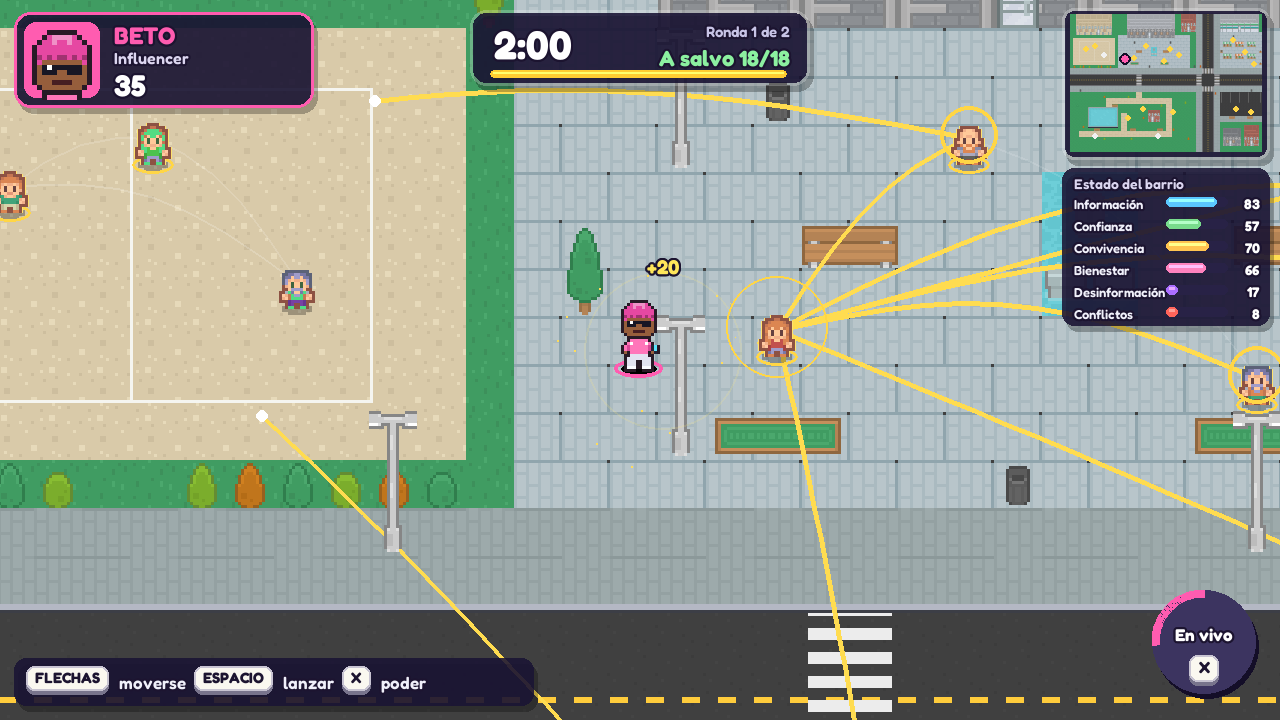 BETO
Influencer
35
2:00
Ronda 1 de 2
A salvo 18/18
Estado del barrio
Información 83
Confianza 57
Convivencia 70
Bienestar 66
Desinformación 17
Conflictos 8
+20
En vivo
X
FLECHAS moverse ESPACIO lanzar X poder